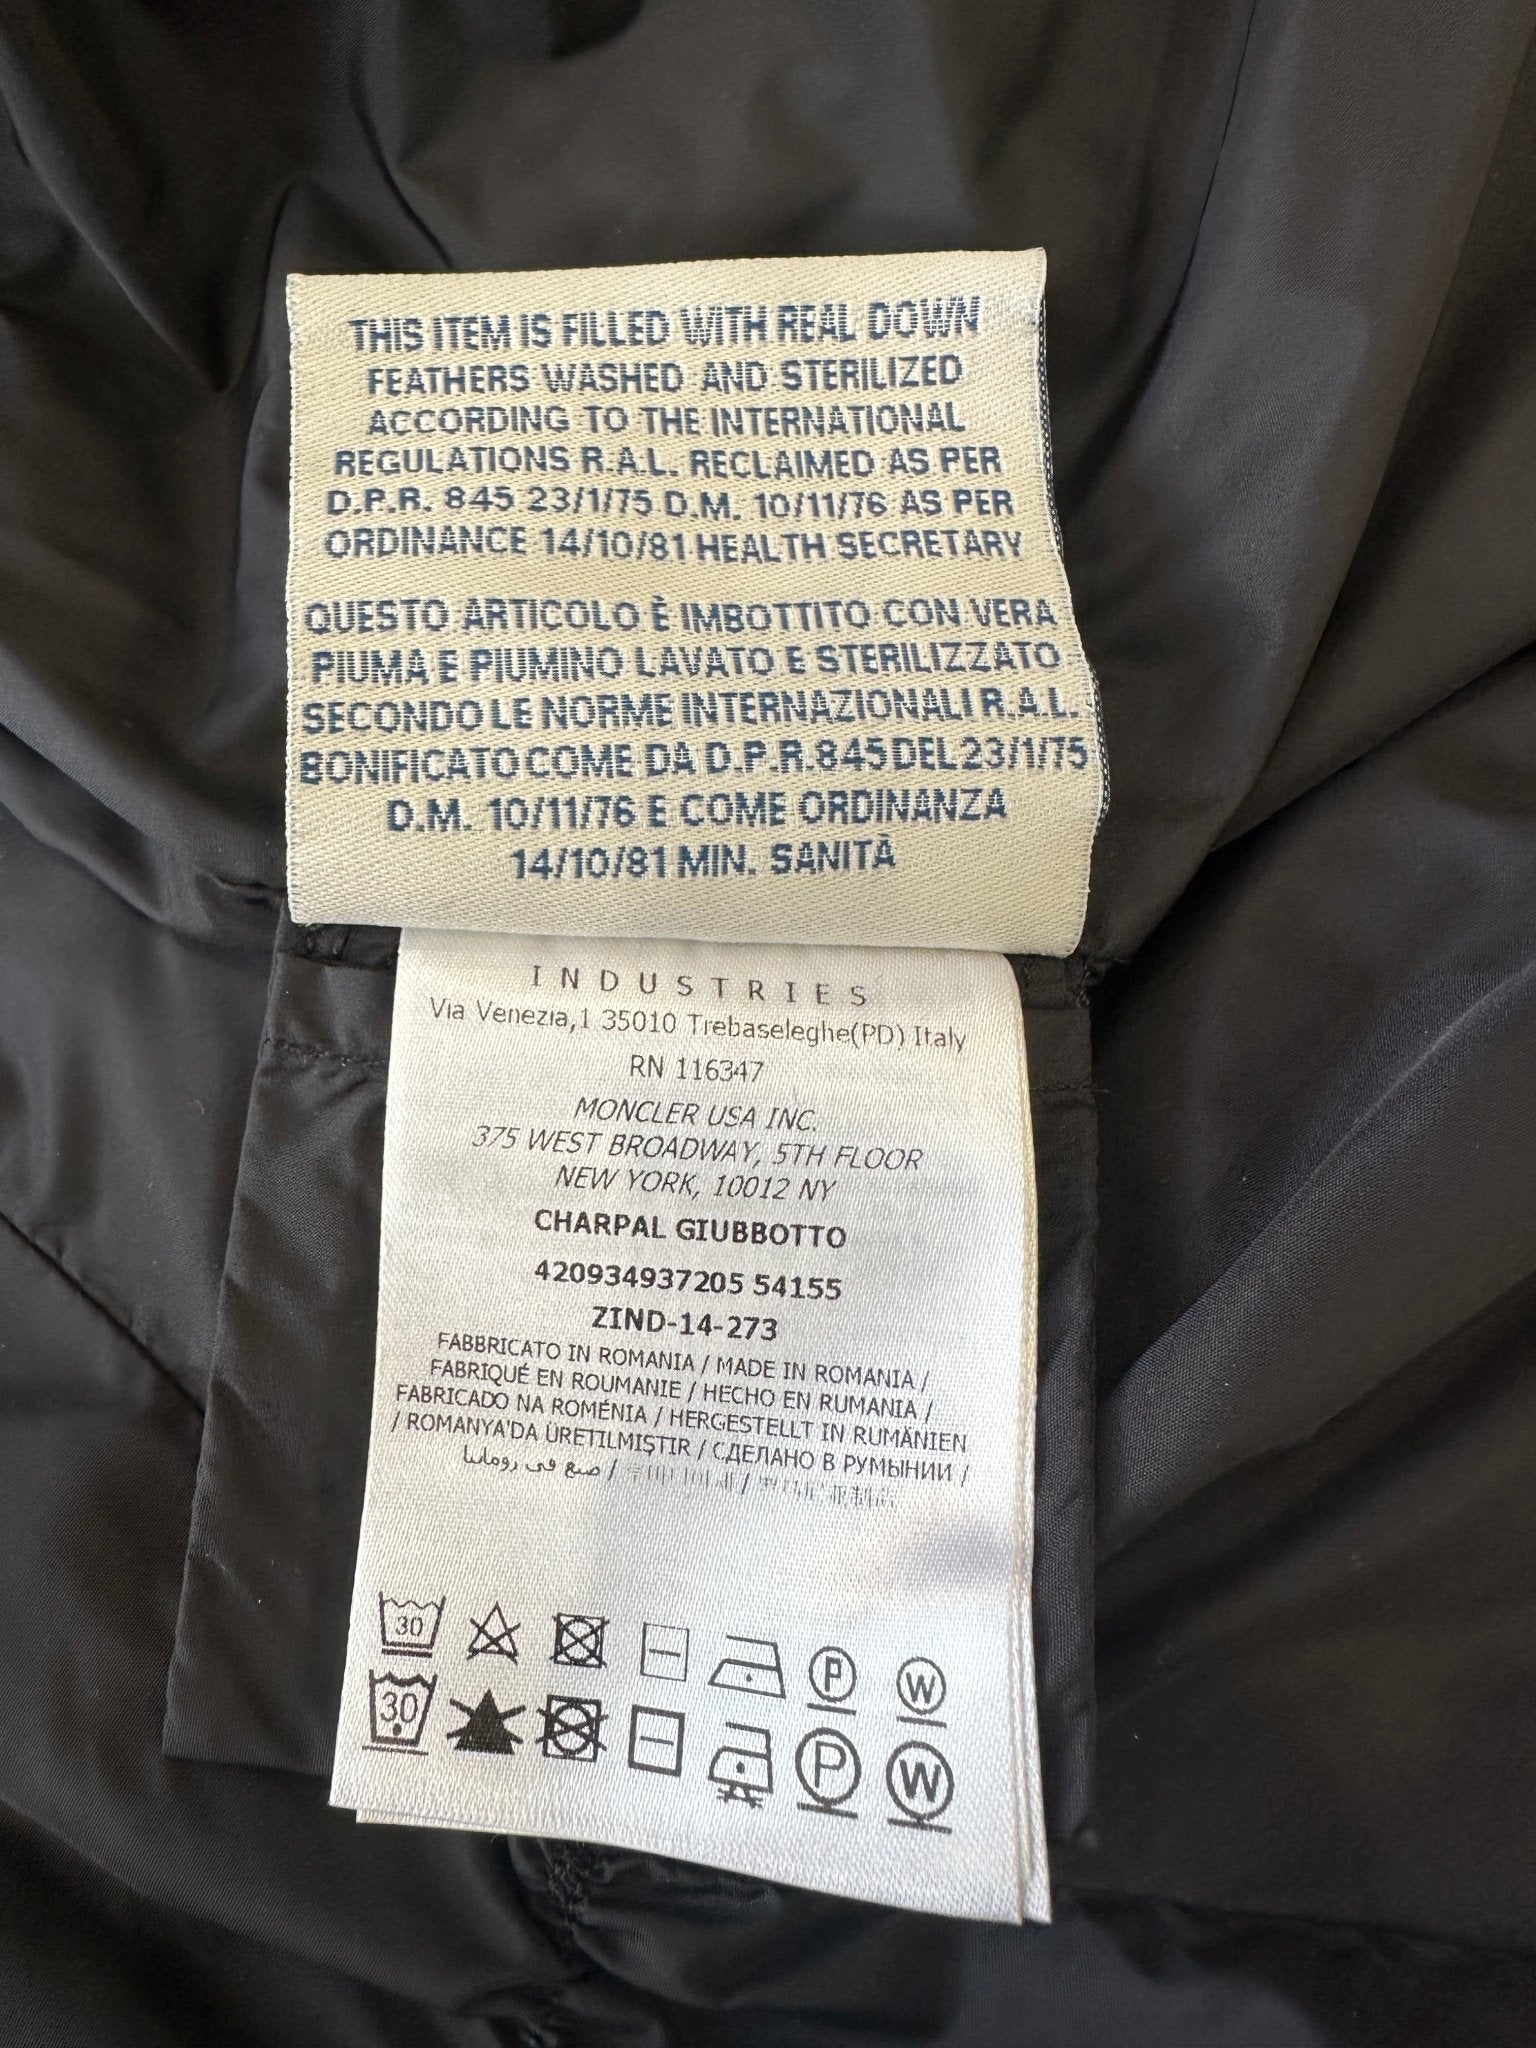 THIS ITEM IS FILLED WITH REAL DOWN
FEATHERS WASHED AND STERILIZED
ACCORDING TO THE INTERNATIONAL
REGULATIONS R.A.L. RECLAIMED AS PER
D.P.R. 845 23/1/75 D.M. 10/11/76 AS PER
ORDINANCE 14/10/81 HEALTH SECRETARY
QUESTO ARTICOLO È IMBOTTITO CON VERA
PIUMA E PIUMINO LAVATO E STERILIZZATO
SECONDO LE NORME INTERNAZIONALI R.A.L.
BONIFICATO COME DA D.P.R.845 DEL 23/1/75
D.M. 10/11/76 E COME ORDINANZA
14/10/81 MIN. SANITÀ
INDUSTRIES
Via Venezia,1 35010 Trebaseleghe(PD) Italy
RN 116347
MONCLER USA INC.
375 WEST BROADWAY, 5TH FLOOR
NEW YORK, 10012 NY
CHARPAL GIUBBOTTO
420934937205 54155
ZIND-14-273
FABBRICATO IN ROMANIA / MADE IN ROMANIA /
FABRIQUÉ EN ROUMANIE / HECHO EN RUMANIA /
FABRICADO NA ROMÉNIA / HERGESTELLT IN RUMÄNIEN
/ ROMANYA'DA ÜRETILMIŞTIR / СДЕЛАНО В РУМЫНИИ /
صنع في رومانيا / /
30 P W
30 P W